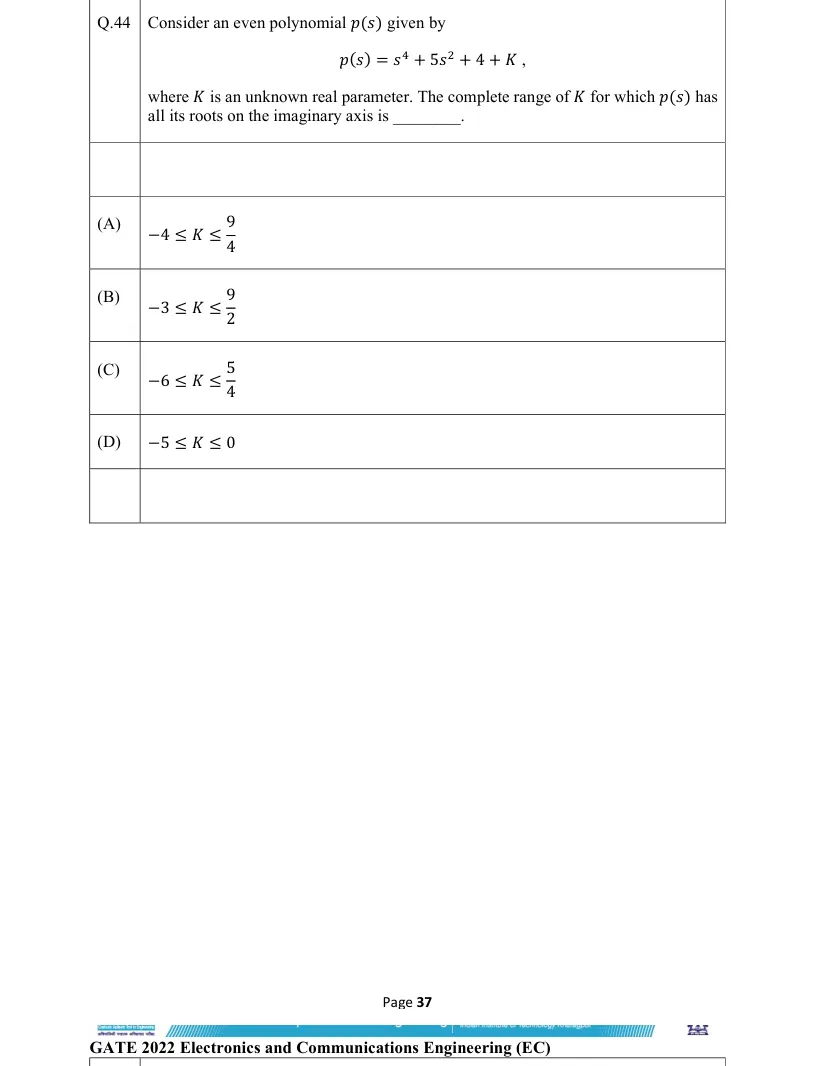 Q.44 Consider an even polynomial p(s) given by
p(s) = s⁴ + 5s² + 4 + K ,
where K is an unknown real parameter. The complete range of K for which p(s) has
all its roots on the imaginary axis is ________.
(A) −4 ≤ K ≤ 9/4
(B) −3 ≤ K ≤ 9/2
(C) −6 ≤ K ≤ 5/4
(D) −5 ≤ K ≤ 0
Page 37
GATE 2022 Electronics and Communications Engineering (EC)